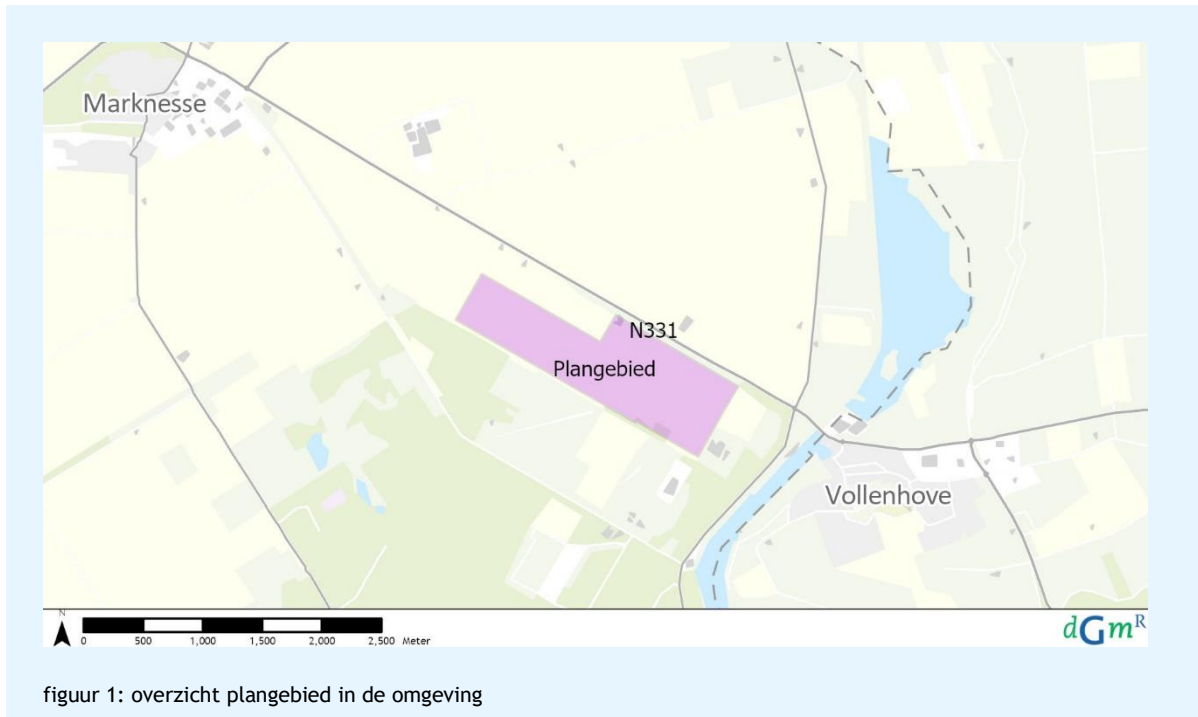 Marknesse
N331
Plangebied
Vollenhove
N
0 500 1,000 1,500 2,000 2,500 Meter
dGmR
figuur 1: overzicht plangebied in de omgeving